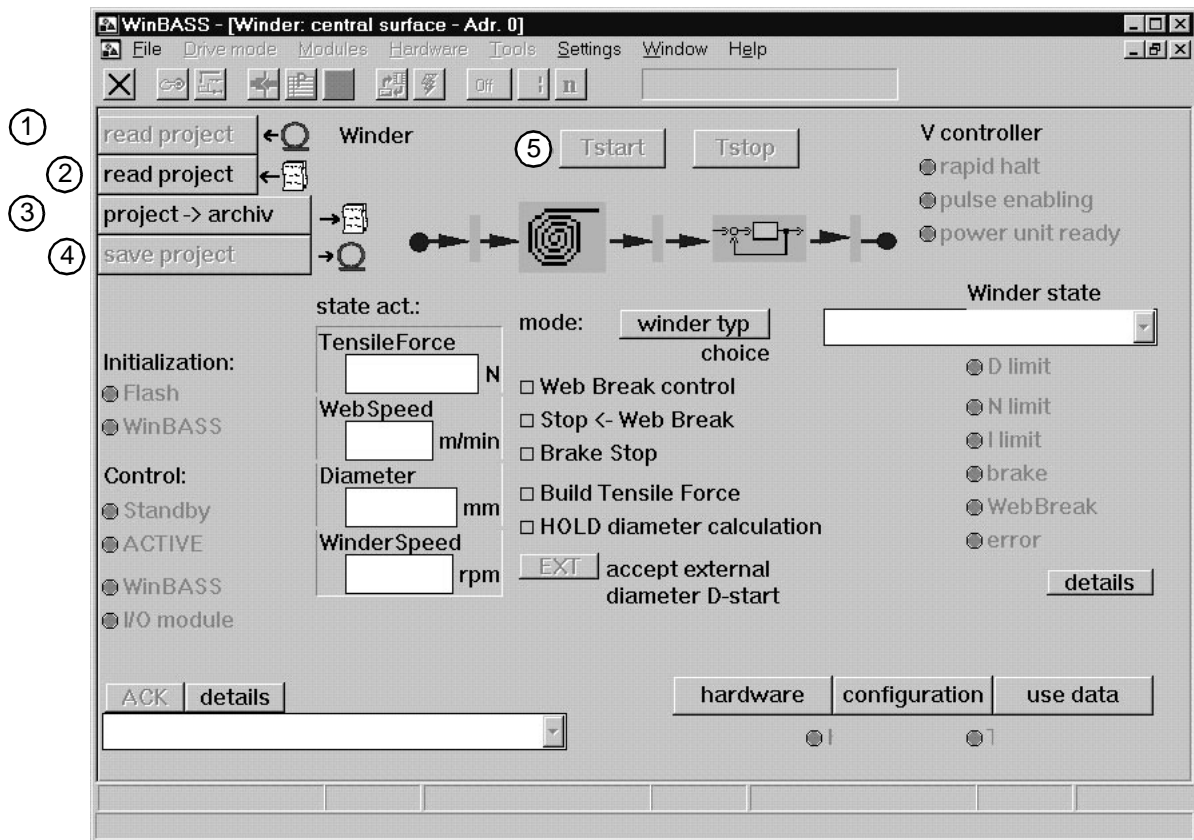 WinBASS - [Winder: central surface - Adr. 0]
File Drive mode Modules Hardware Tools Settings Window Help
Off n
1 read project
2 read project
3 project -> archiv
4 save project
Winder
5 Tstart Tstop
V controller
rapid halt
pulse enabling
power unit ready
Initialization:
Flash
WinBASS
Control:
Standby
ACTIVE
WinBASS
I/O module
state act.:
TensileForce
N
WebSpeed
m/min
Diameter
mm
WinderSpeed
rpm
mode: winder typ
choice
Web Break control
Stop <- Web Break
Brake Stop
Build Tensile Force
HOLD diameter calculation
EXT accept external
diameter D-start
Winder state
D limit
N limit
I limit
brake
WebBreak
error
details
ACK details
hardware configuration use data